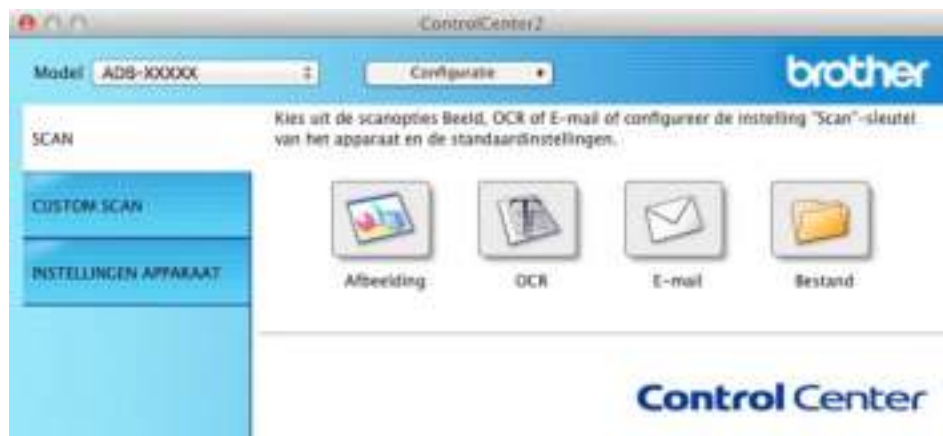 ControlCenter2
Model ADS-XXXXX Configuratie brother
SCAN
Kies uit de scanopties Beeld, OCR of E-mail of configureer de instelling "Scan"-sleutel
van het apparaat en de standaardinstellingen.
CUSTOM SCAN
INSTELLINGEN APPARAAT
Afbeelding OCR E-mail Bestand
Control Center